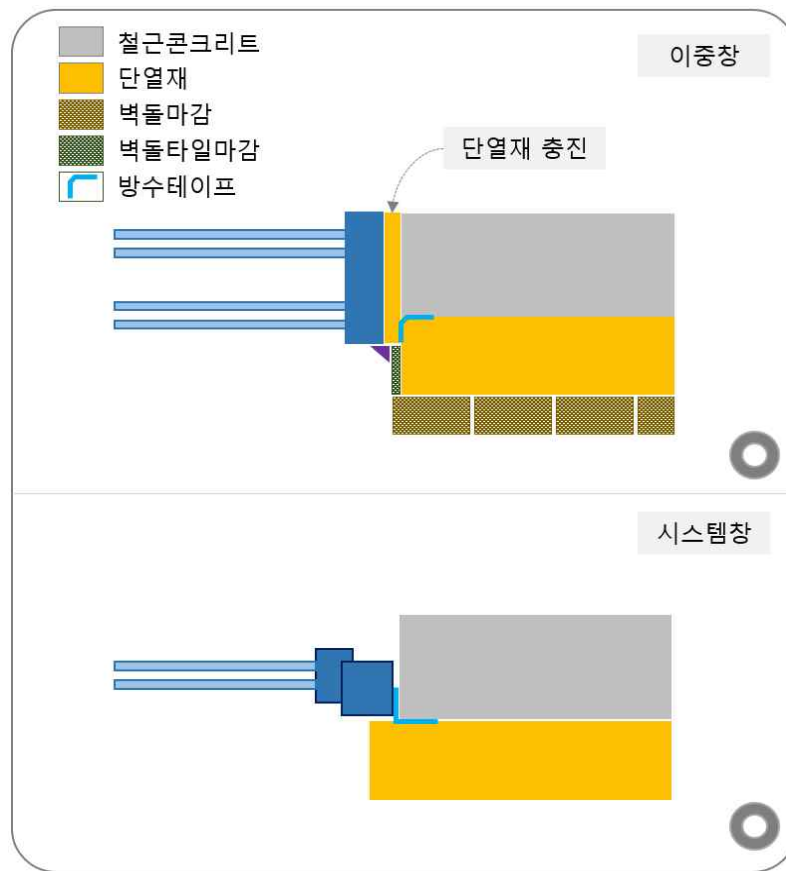 철근콘크리트
단열재
벽돌마감
벽돌타일마감
방수테이프
이중창
단열재 충진
시스템창